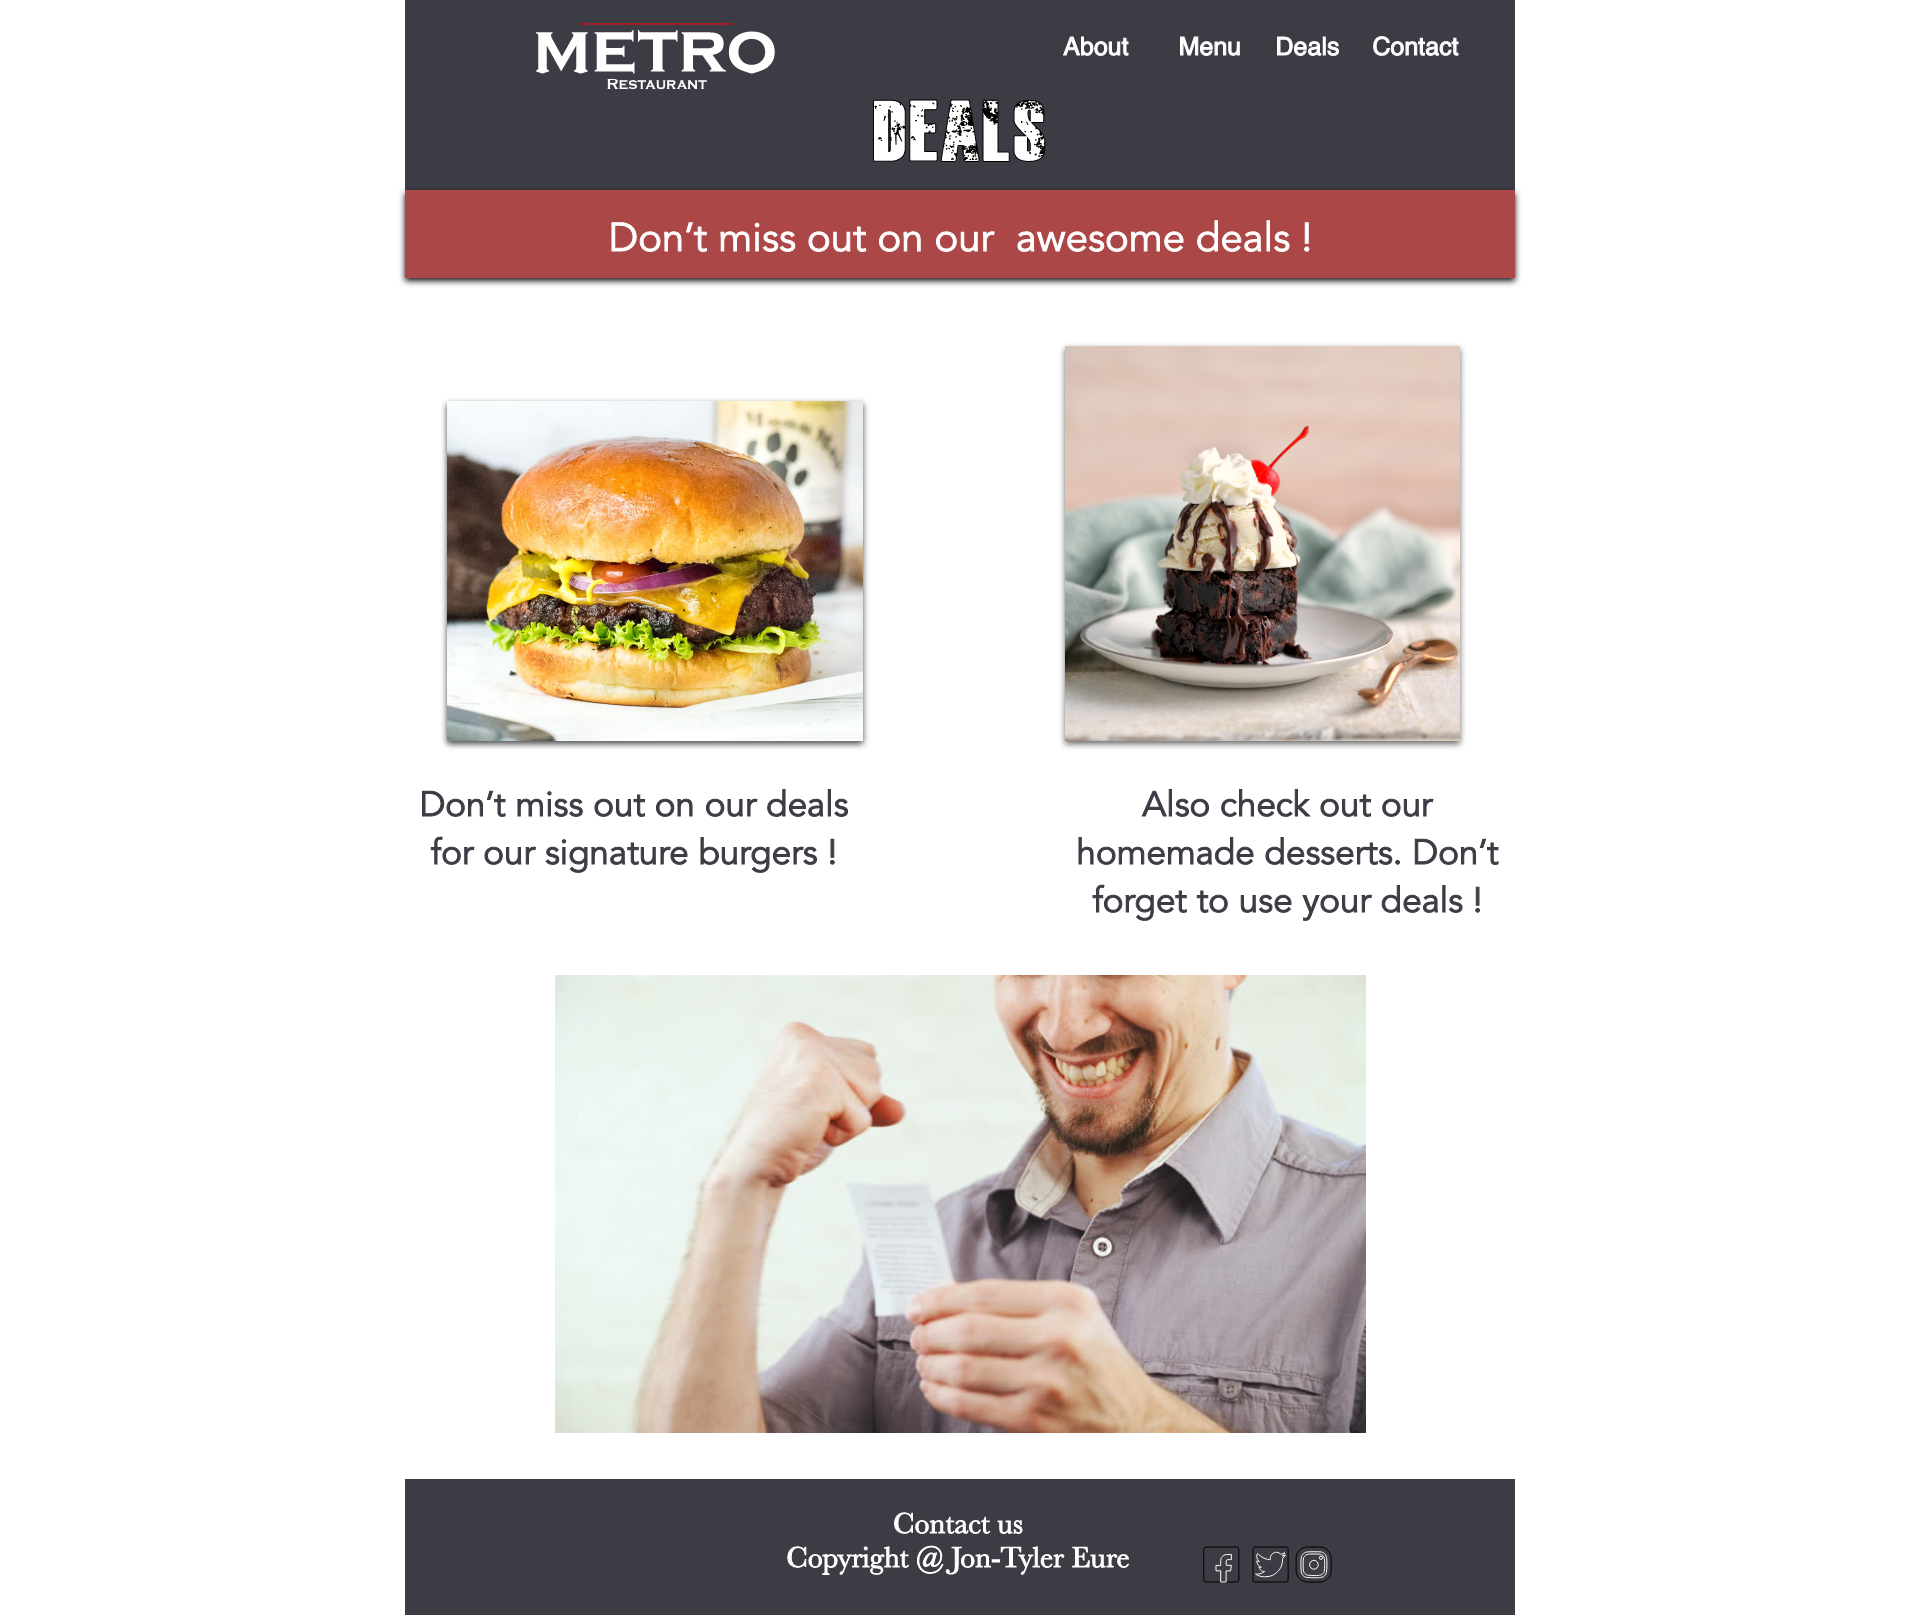 METRO
RESTAURANT
About Menu Deals Contact
DEALS
Don’t miss out on our awesome deals !
Don’t miss out on our deals
for our signature burgers !
Also check out our
homemade desserts. Don’t
forget to use your deals !
Contact us
Copyright @ Jon-Tyler Eure